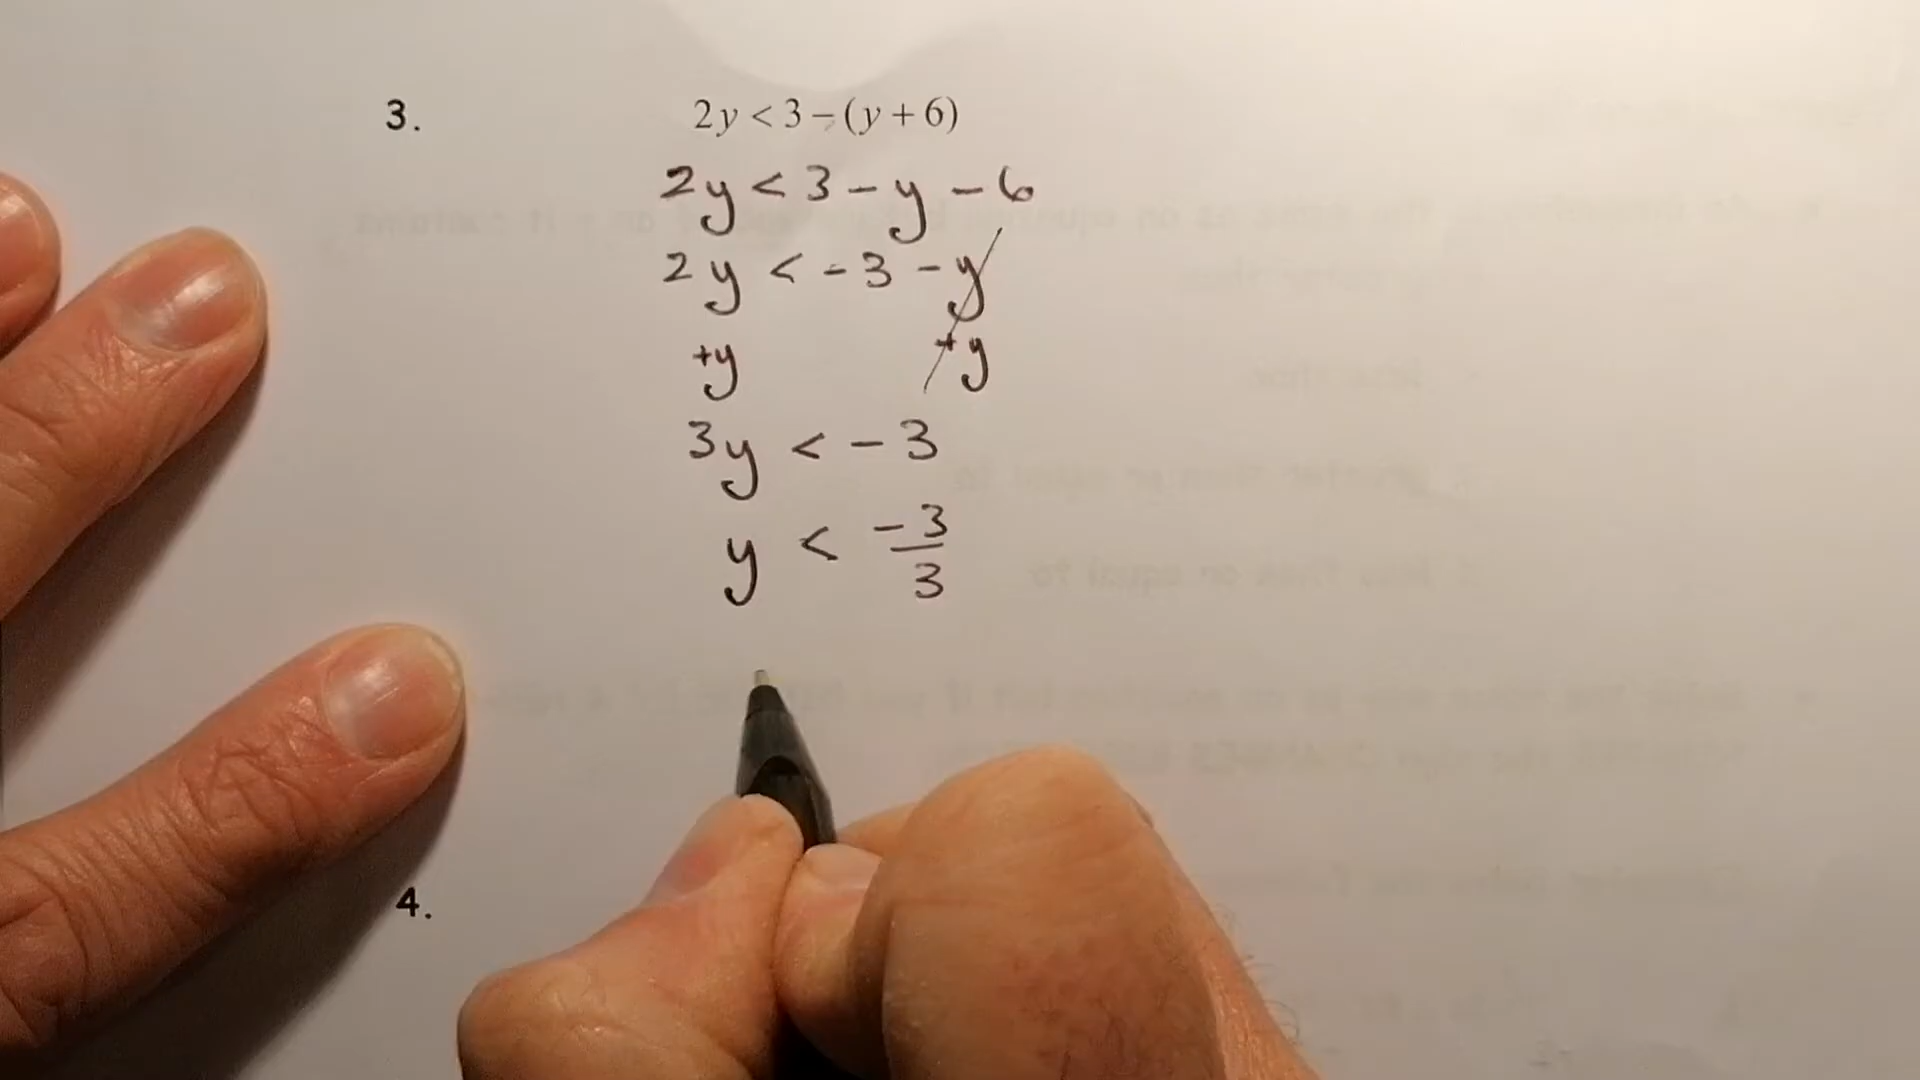 3. 2y < 3 – (y + 6)
2y < 3 - y - 6
2y < -3 - y
+y +y
3y < -3
y < -3/3
4.